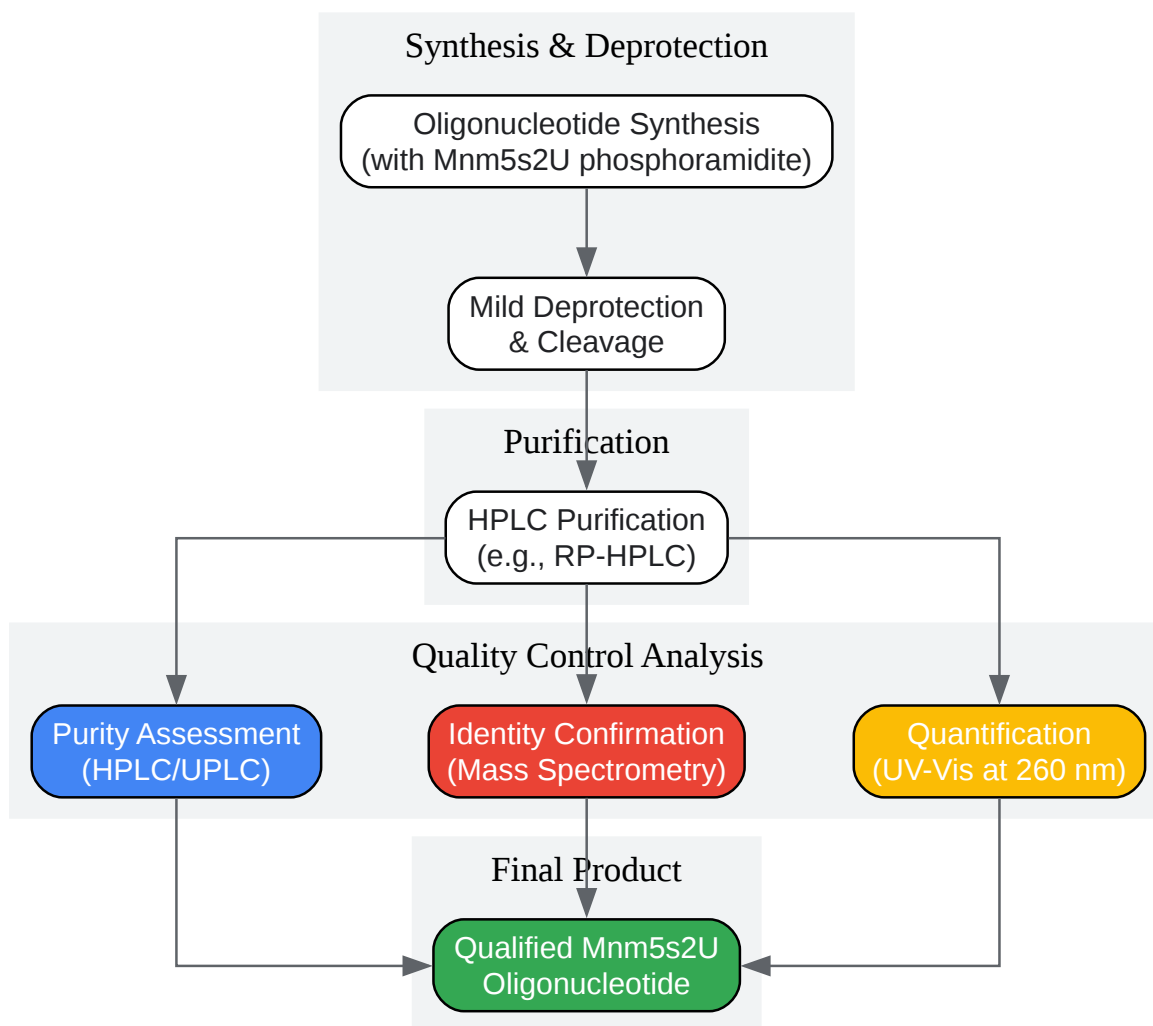 Synthesis & Deprotection
Oligonucleotide Synthesis
(with Mnm5s2U phosphoramidite)
Mild Deprotection
& Cleavage
Purification
HPLC Purification
(e.g., RP-HPLC)
Quality Control Analysis
Purity Assessment
(HPLC/UPLC)
Identity Confirmation
(Mass Spectrometry)
Quantification
(UV-Vis at 260 nm)
Final Product
Qualified Mnm5s2U
Oligonucleotide